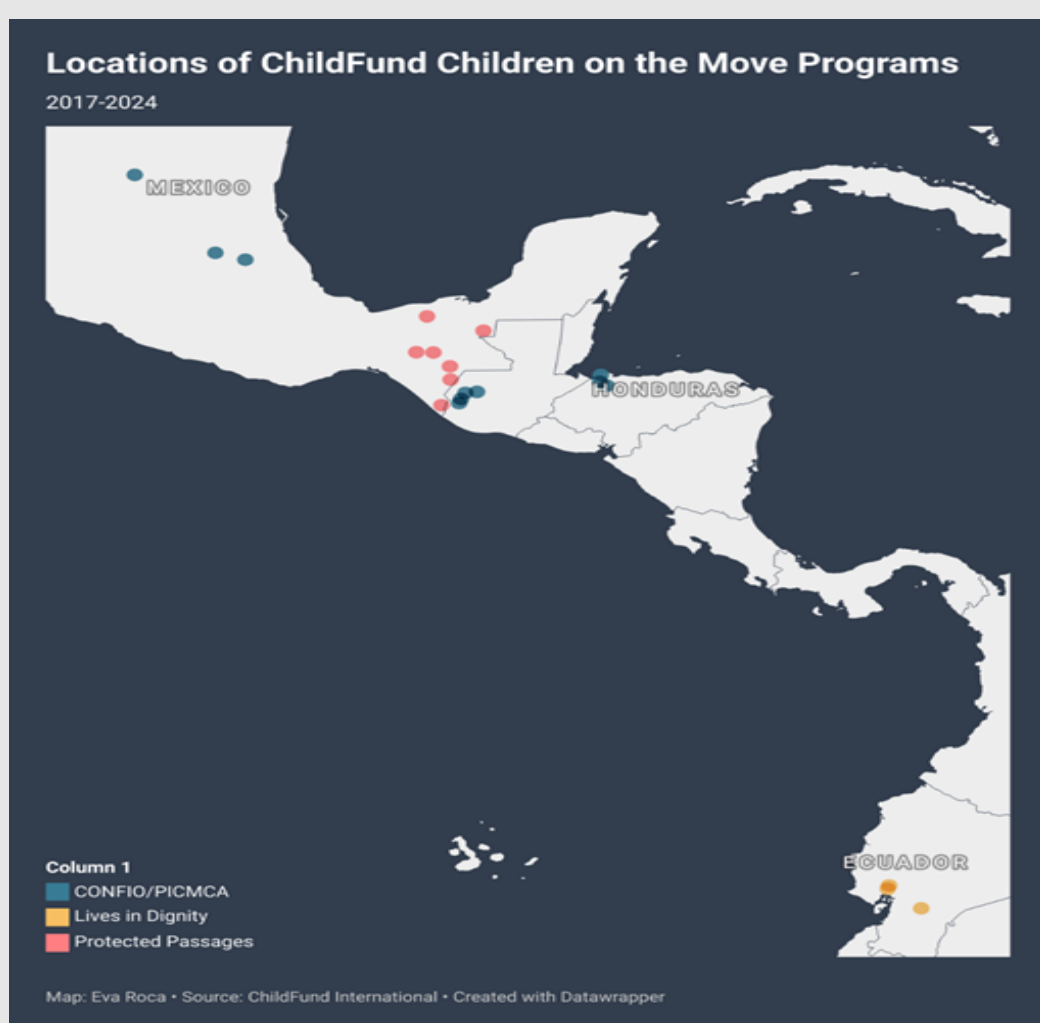 Locations of ChildFund Children on the Move Programs
2017-2024
MEXICO
HONDURAS
ECUADOR
Column 1
CONFIO/PICMCA
Lives in Dignity
Protected Passages
Map: Eva Roca • Source: ChildFund International • Created with Datawrapper